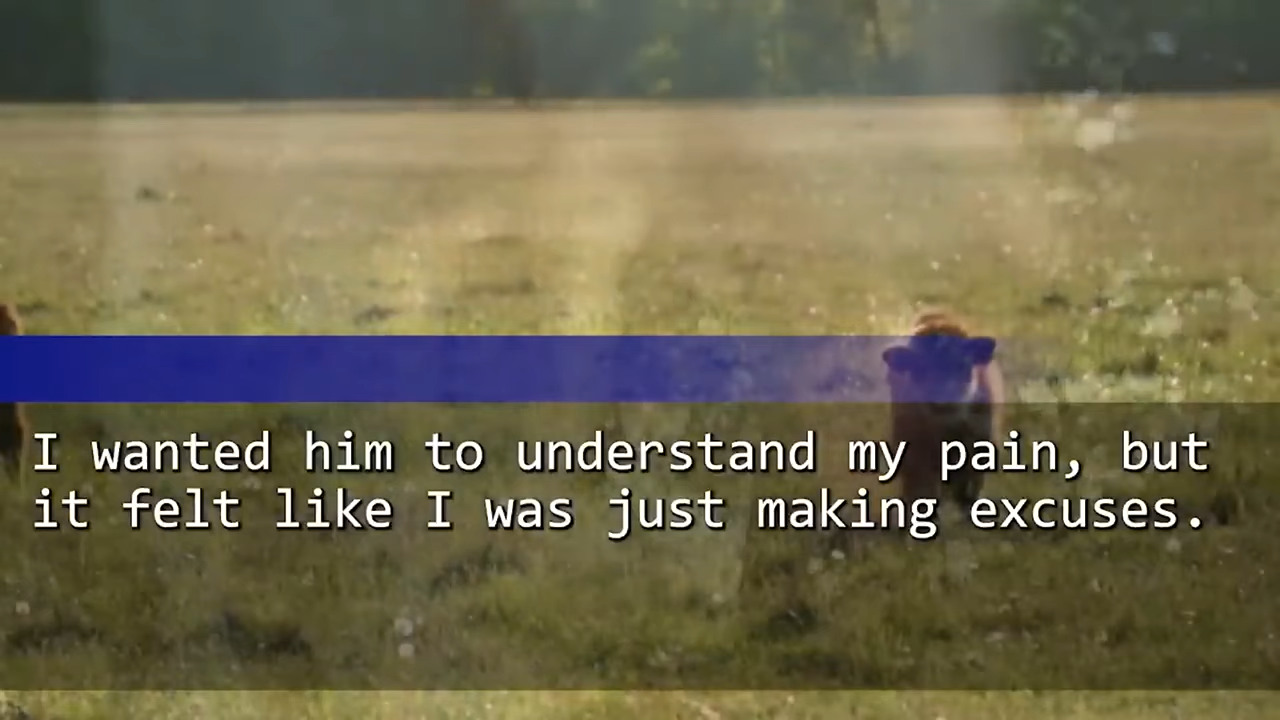 I wanted him to understand my pain, but
it felt like I was just making excuses.